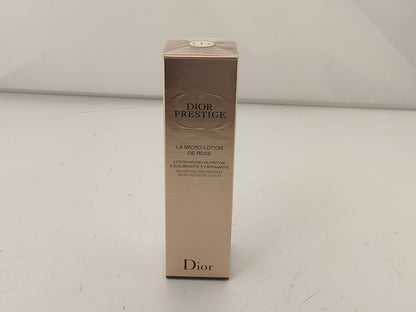 DIOR
PRESTIGE
LA MICRO-LOTION
DE ROSE
LOTION MICRO-NUTRITIVE
ÉQUILIBRANTE ET AFFINANTE
BALANCING AND REFINING
MICRO-NUTRITIVE LOTION
Dior